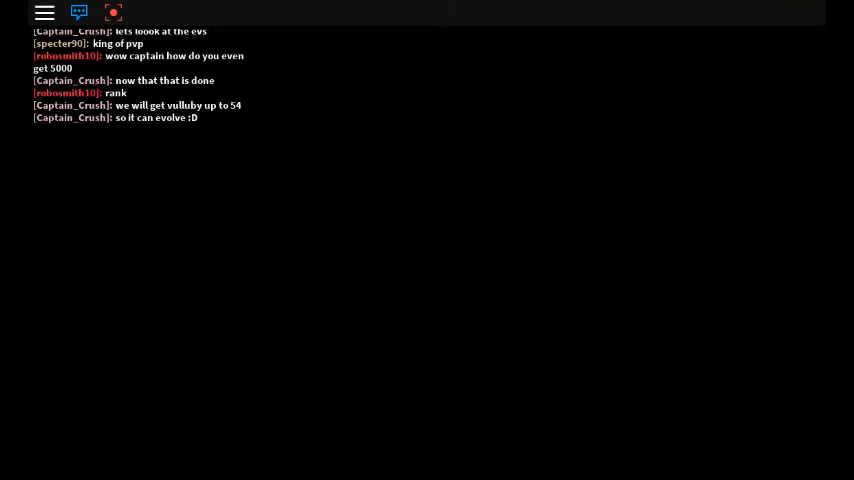 [Captain_Crush]: lets loook at the evs
[specter90]: king of pvp
[robosmith10]: wow captain how do you even
get 5000
[Captain_Crush]: now that that is done
[robosmith10]: rank
[Captain_Crush]: we will get vulluby up to 54
[Captain_Crush]: so it can evolve :D